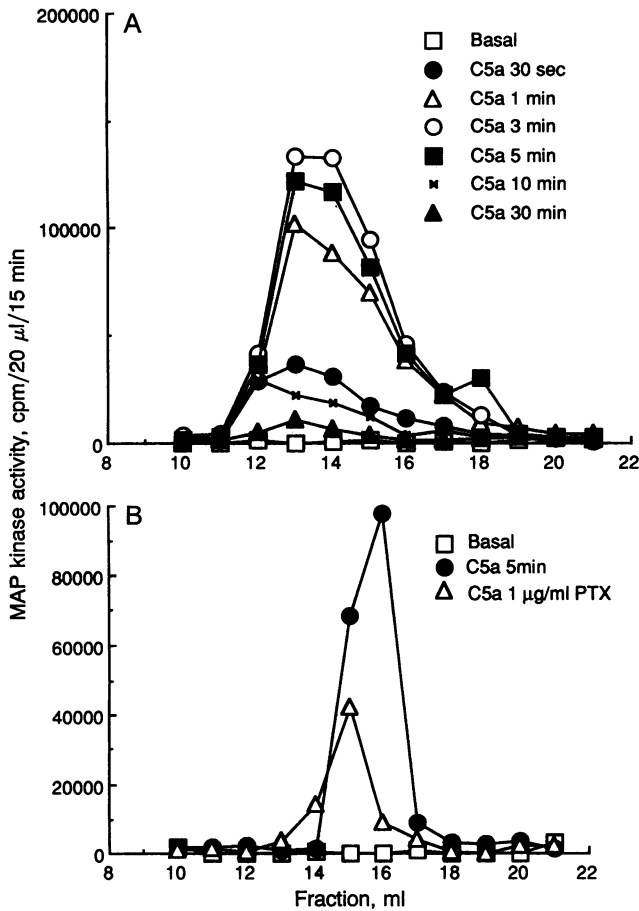 A
200000
100000
0
Basal
C5a 30 sec
C5a 1 min
C5a 3 min
C5a 5 min
C5a 10 min
C5a 30 min
8 10 12 14 16 18 20 22
MAP kinase activity, cpm/20 µl/15 min
B
100000
80000
60000
40000
20000
0
Basal
C5a 5min
C5a 1 µg/ml PTX
8 10 12 14 16 18 20 22
Fraction, ml